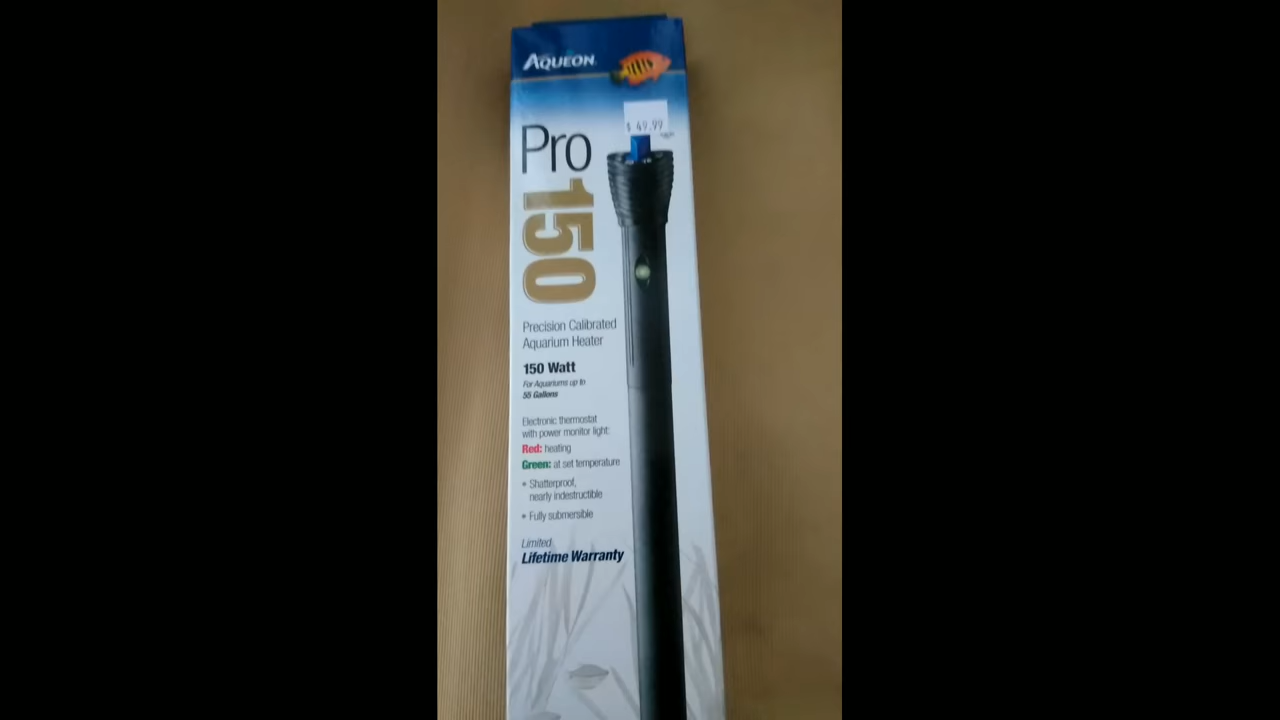 AQUEON
$ 49.99
Pro
150
Precision Calibrated
Aquarium Heater
150 Watt
For Aquariums up to
55 Gallons
Electronic thermostat
with power monitor light:
Red: heating
Green: at set temperature
• Shatterproof,
nearly indestructible
• Fully submersible
Limited
Lifetime Warranty